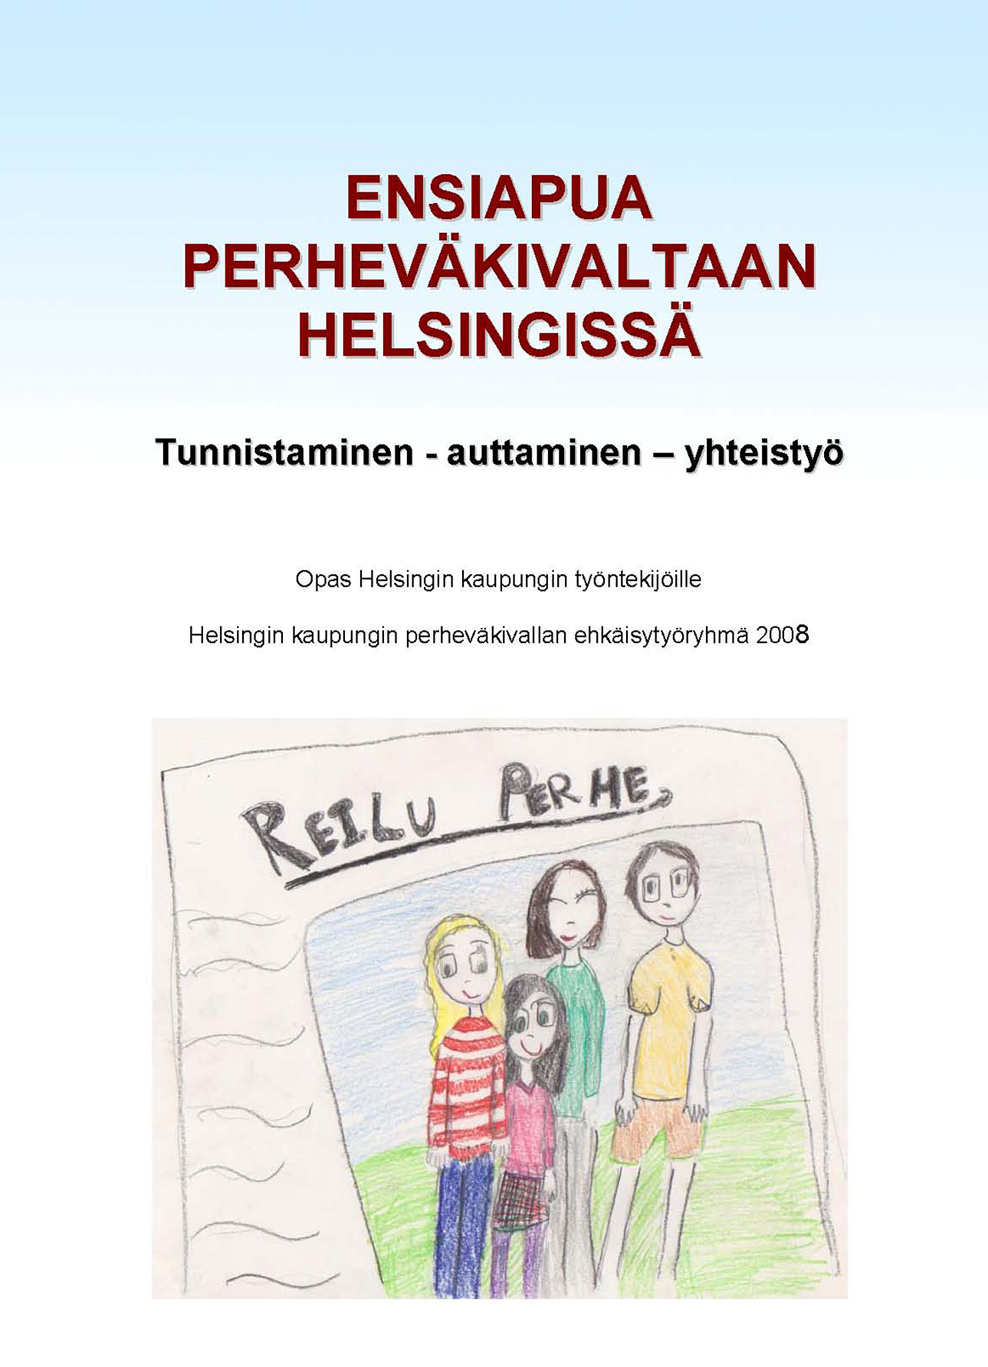 ENSIAPUA
PERHEVÄKIVALTAAN
HELSINGISSÄ
Tunnistaminen - auttaminen – yhteistyö
Opas Helsingin kaupungin työntekijöille
Helsingin kaupungin perheväkivallan ehkäisytyöryhmä 2008
REILU PERHE